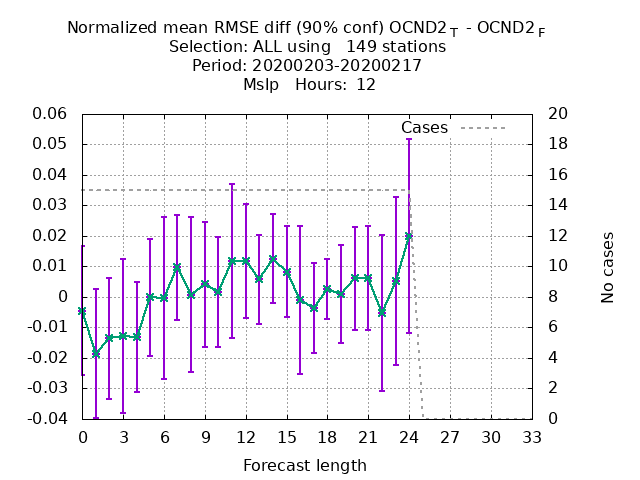 Normalized mean RMSE diff (90% conf) OCND2T - OCND2F
Selection: ALL using 149 stations
Period: 20200203-20200217
Mslp Hours: 12
Cases
0.06
0.05
0.04
0.03
0.02
0.01
0
-0.01
-0.02
-0.03
-0.04
20
18
16
14
12
10
8
6
4
2
0
No cases
0 3 6 9 12 15 18 21 24 27 30 33
Forecast length